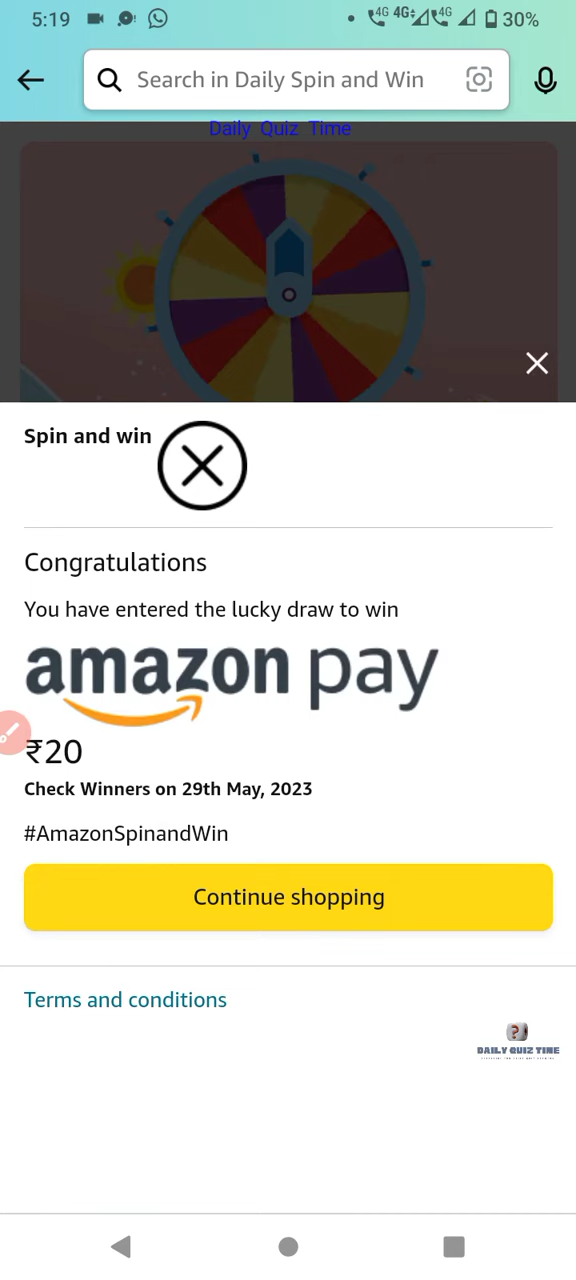 5:19
4G 4G 4G 30%
Search in Daily Spin and Win
Daily Quiz Time
Spin and win
Congratulations
You have entered the lucky draw to win
amazon pay
₹20
Check Winners on 29th May, 2023
#AmazonSpinandWin
Continue shopping
Terms and conditions
?
DAILY QUIZ TIME